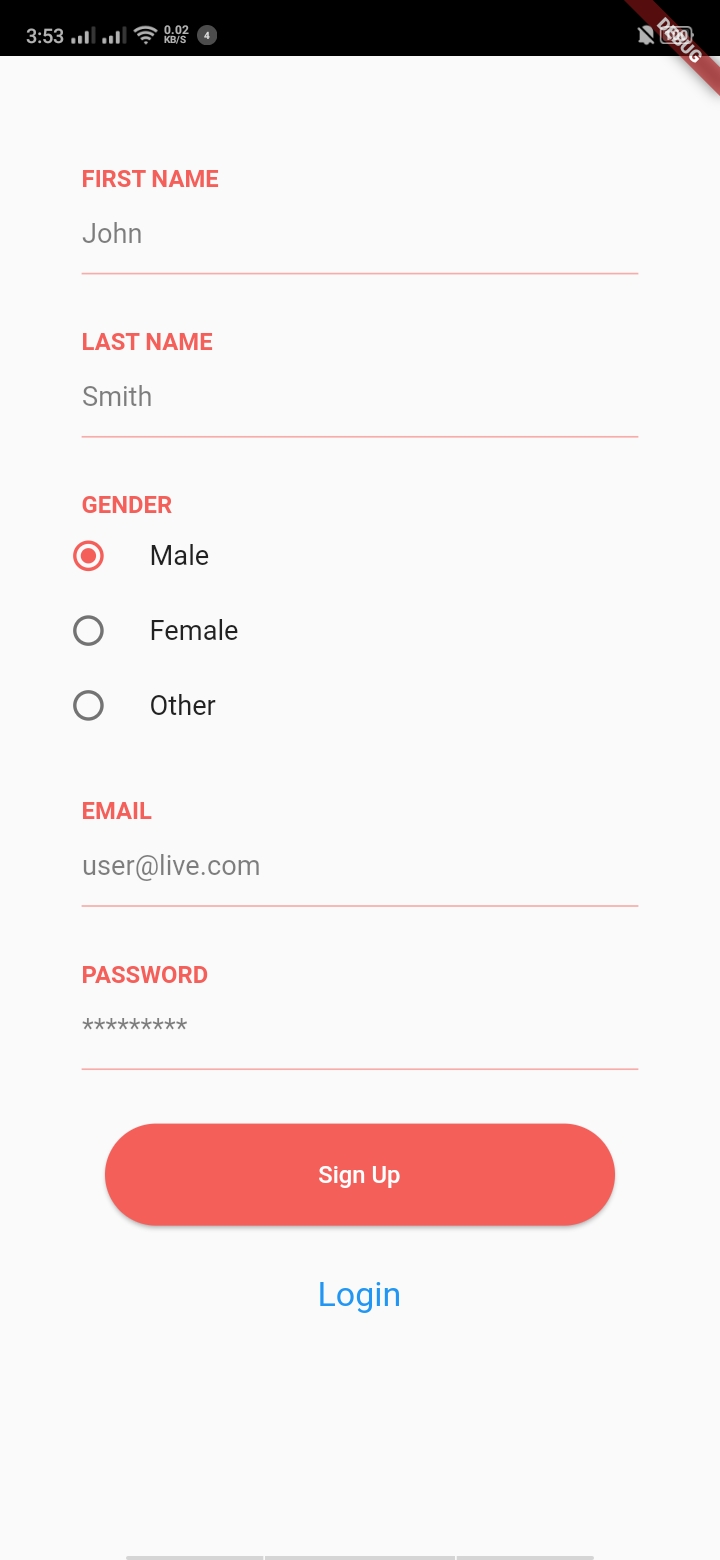 3:53 0.02 KB/S 4 100
DEBUG
FIRST NAME
John
LAST NAME
Smith
GENDER
Male
Female
Other
EMAIL
user@live.com
PASSWORD
*********
Sign Up
Login